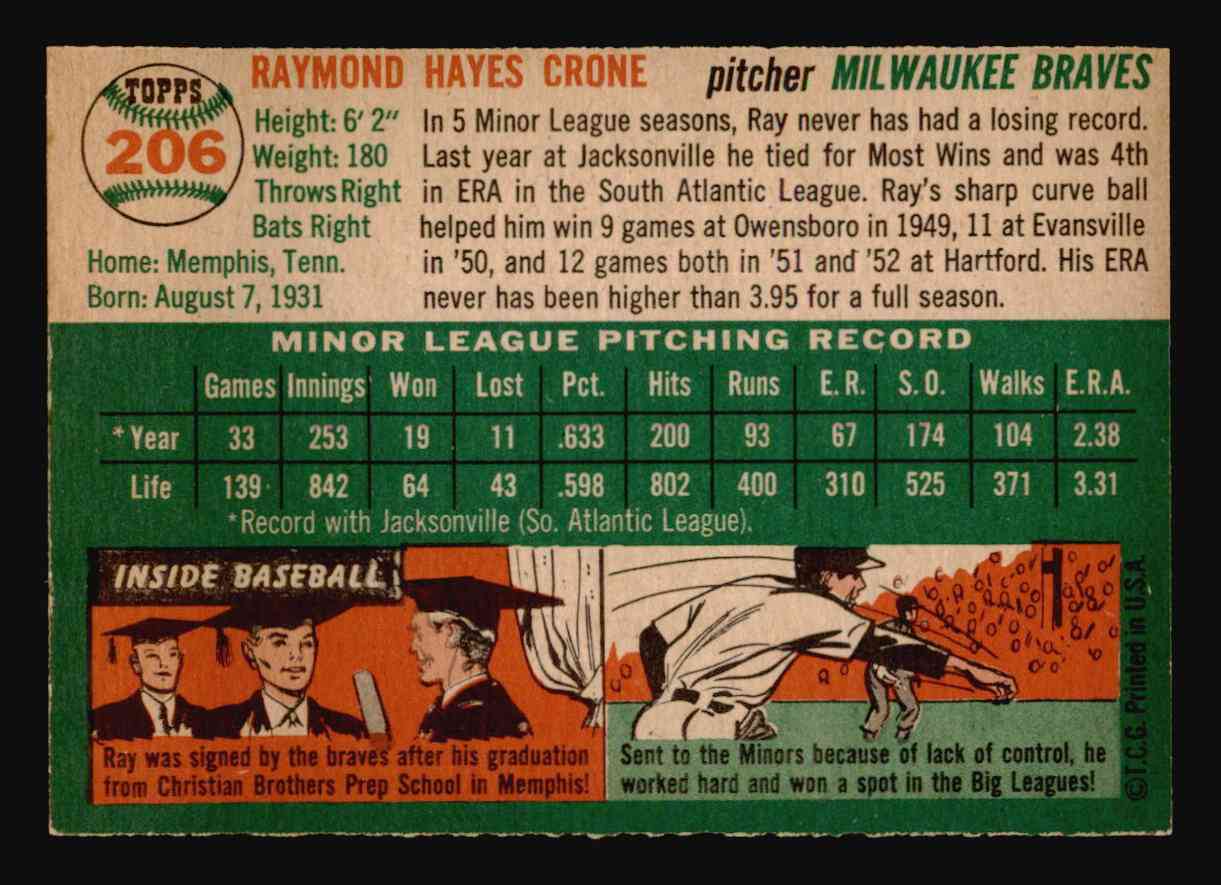 TOPPS
206
RAYMOND HAYES CRONE pitcher MILWAUKEE BRAVES
Height: 6' 2"
Weight: 180
Throws Right
Bats Right
Home: Memphis, Tenn.
Born: August 7, 1931
In 5 Minor League seasons, Ray never has had a losing record.
Last year at Jacksonville he tied for Most Wins and was 4th
in ERA in the South Atlantic League. Ray's sharp curve ball
helped him win 9 games at Owensboro in 1949, 11 at Evansville
in '50, and 12 games both in '51 and '52 at Hartford. His ERA
never has been higher than 3.95 for a full season.
MINOR LEAGUE PITCHING RECORD
Games Innings Won Lost Pct. Hits Runs E. R. S. O. Walks E.R.A.
* Year 33 253 19 11 .633 200 93 67 174 104 2.38
Life 139 842 64 43 .598 802 400 310 525 371 3.31
*Record with Jacksonville (So. Atlantic League).
INSIDE BASEBALL
Ray was signed by the braves after his graduation
from Christian Brothers Prep School in Memphis!
Sent to the Minors because of lack of control, he
worked hard and won a spot in the Big Leagues!
©T.C.G. Printed in U.S.A.